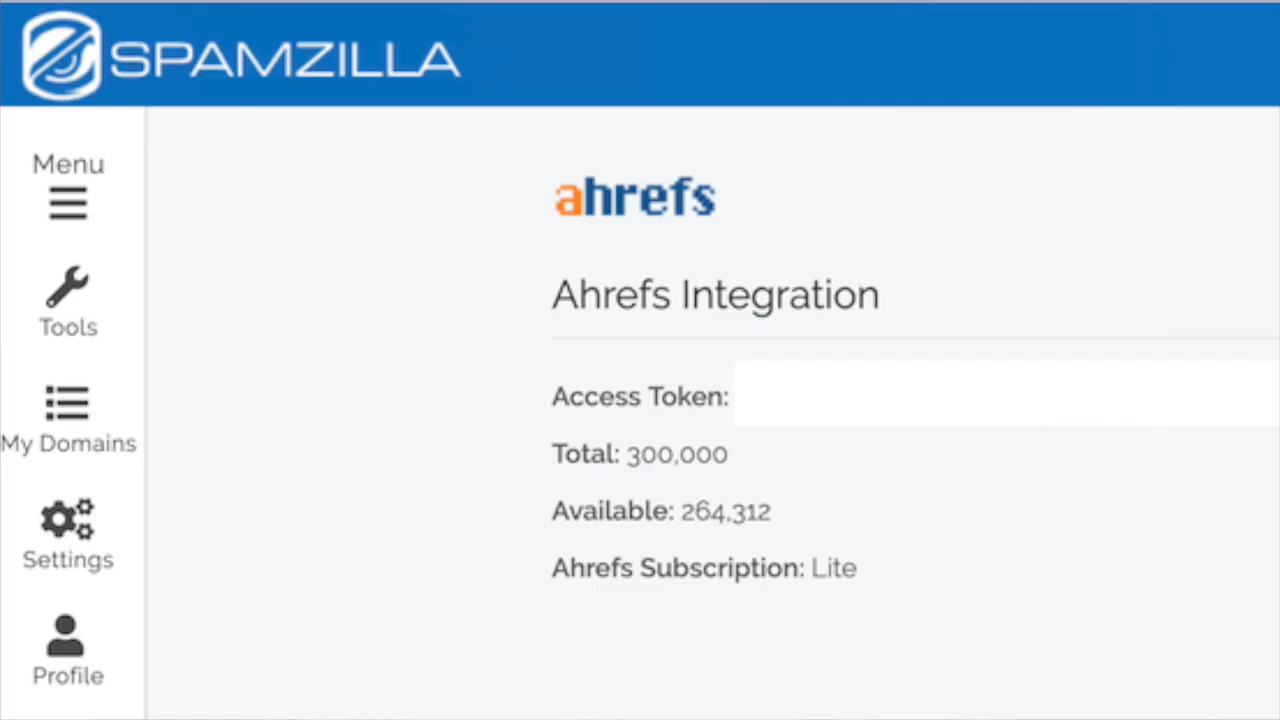 SPAMZILLA
Menu
Tools
My Domains
Settings
Profile
ahrefs
Ahrefs Integration
Access Token:
Total: 300,000
Available: 264,312
Ahrefs Subscription: Lite